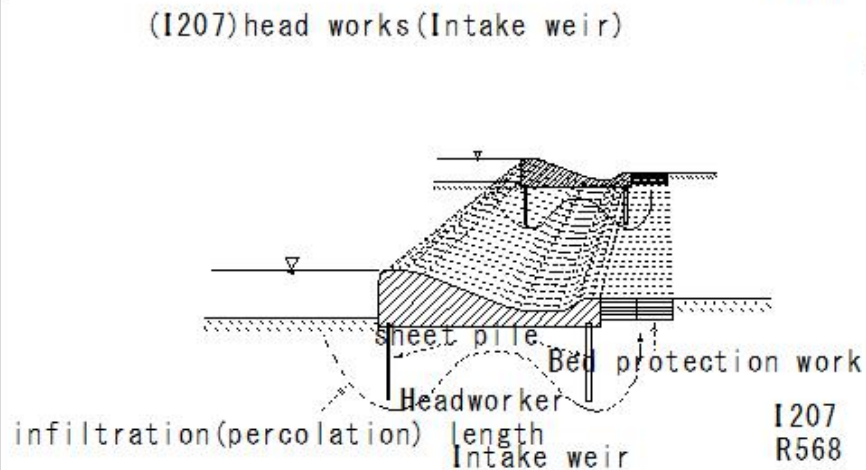 (I207)head works(Intake weir)
sheet pile
Bed protection work
Headworker
infiltration(percolation) length
Intake weir
I207
R568